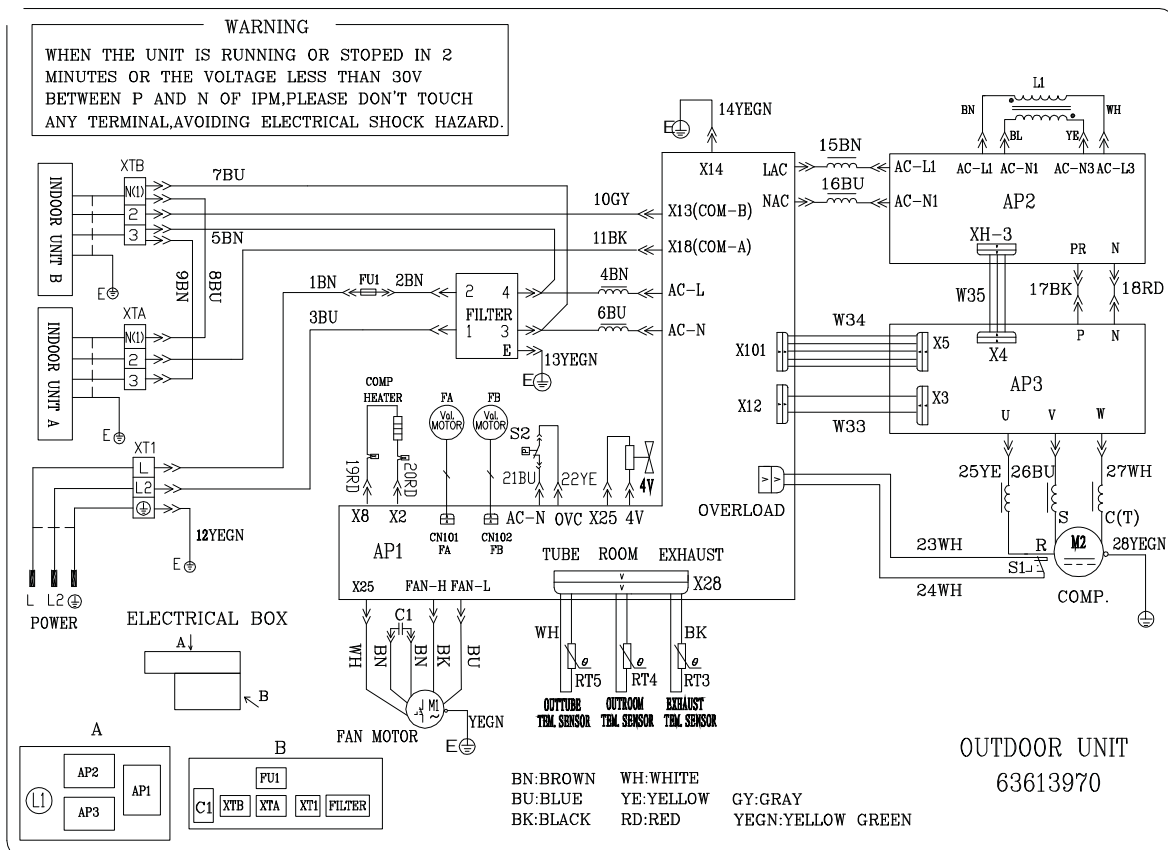 WARNING
WHEN THE UNIT IS RUNNING OR STOPED IN 2
MINUTES OR THE VOLTAGE LESS THAN 30V
BETWEEN P AND N OF IPM,PLEASE DON'T TOUCH
ANY TERMINAL,AVOIDING ELECTRICAL SHOCK HAZARD.
L1
BN
WH
BL
YE
AC-L1 AC-N1 AC-N3 AC-L3
AC-L1
AC-N1
AP2
XH-3
PR N
14YEGN
E
X14
LAC
NAC
15BN
16BU
X13(COM-B)
X18(COM-A)
AC-L
AC-N
INDOOR UNIT B
XTB
N(1)
2
3
E
7BU
5BN
9BN
8BU
10GY
11BK
1BN
FU1
2BN
3BU
2 4
FILTER
1 3
E
4BN
6BU
13YEGN
E
INDOOR UNIT A
XTA
N(1)
2
3
E
W35
17BK
18RD
W34
X101
X5
X4
P N
AP3
X12
X3
W33
U V W
COMP
HEATER
FA
Val.
MOTOR
FB
Val.
MOTOR
S2
19RD
20RD
21BU
22YE
4V
X8 X2
CN101
FA
CN102
FB
AC-N OVC X25 4V
XT1
L
L2
12YEGN
E
L L2
POWER
OVERLOAD
25YE
26BU
27WH
S
C(T)
R
M2
28YEGN
S1
COMP.
23WH
24WH
AP1
X25 FAN-H FAN-L
TUBE ROOM EXHAUST
X28
C1
WH
BN
BN
BK
BU
M1
YEGN
E
FAN MOTOR
WH
BK
θ
RT5
θ
RT4
θ
RT3
OUTTUBE
TEM. SENSOR
OUTROOM
TEM. SENSOR
EXHAUST
TEM. SENSOR
ELECTRICAL BOX
A
B
A
L1
AP2
AP3
AP1
B
FU1
C1
XTB
XTA
XT1
FILTER
BN:BROWN WH:WHITE
BU:BLUE YE:YELLOW GY:GRAY
BK:BLACK RD:RED YEGN:YELLOW GREEN
OUTDOOR UNIT
63613970